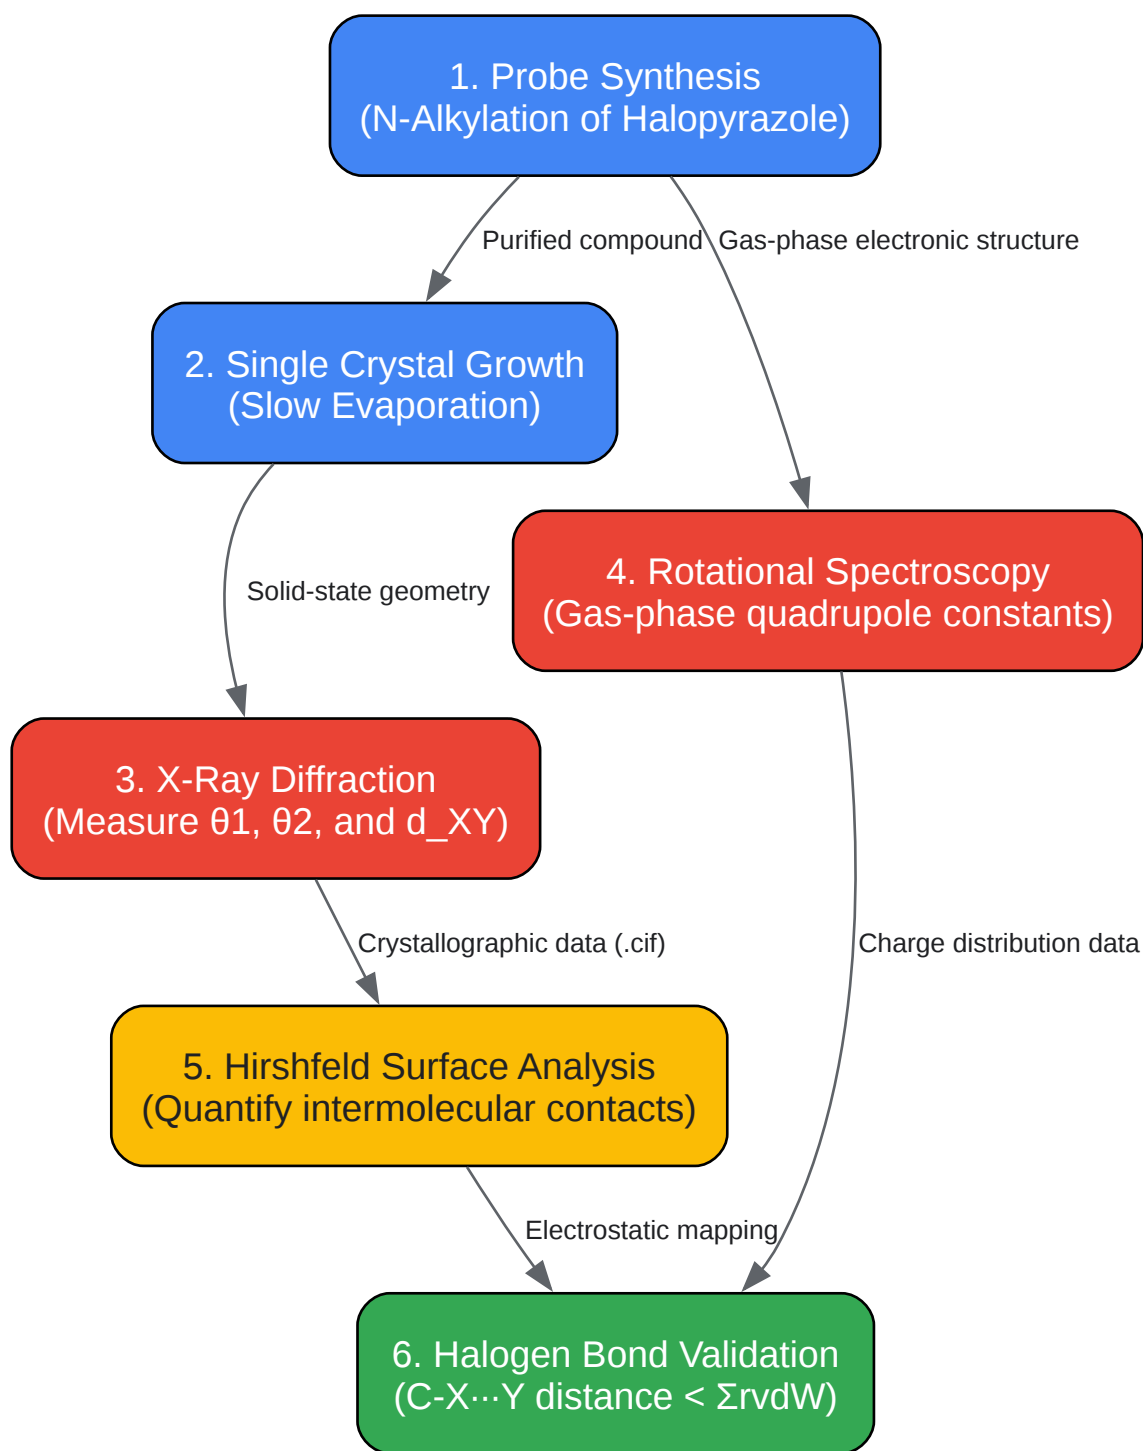 1. Probe Synthesis
(N-Alkylation of Halopyrazole)
Purified compound
Gas-phase electronic structure
2. Single Crystal Growth
(Slow Evaporation)
4. Rotational Spectroscopy
(Gas-phase quadrupole constants)
Solid-state geometry
3. X-Ray Diffraction
(Measure θ1, θ2, and d_XY)
Crystallographic data (.cif)
Charge distribution data
5. Hirshfeld Surface Analysis
(Quantify intermolecular contacts)
Electrostatic mapping
6. Halogen Bond Validation
(C-X···Y distance < ΣrvdW)